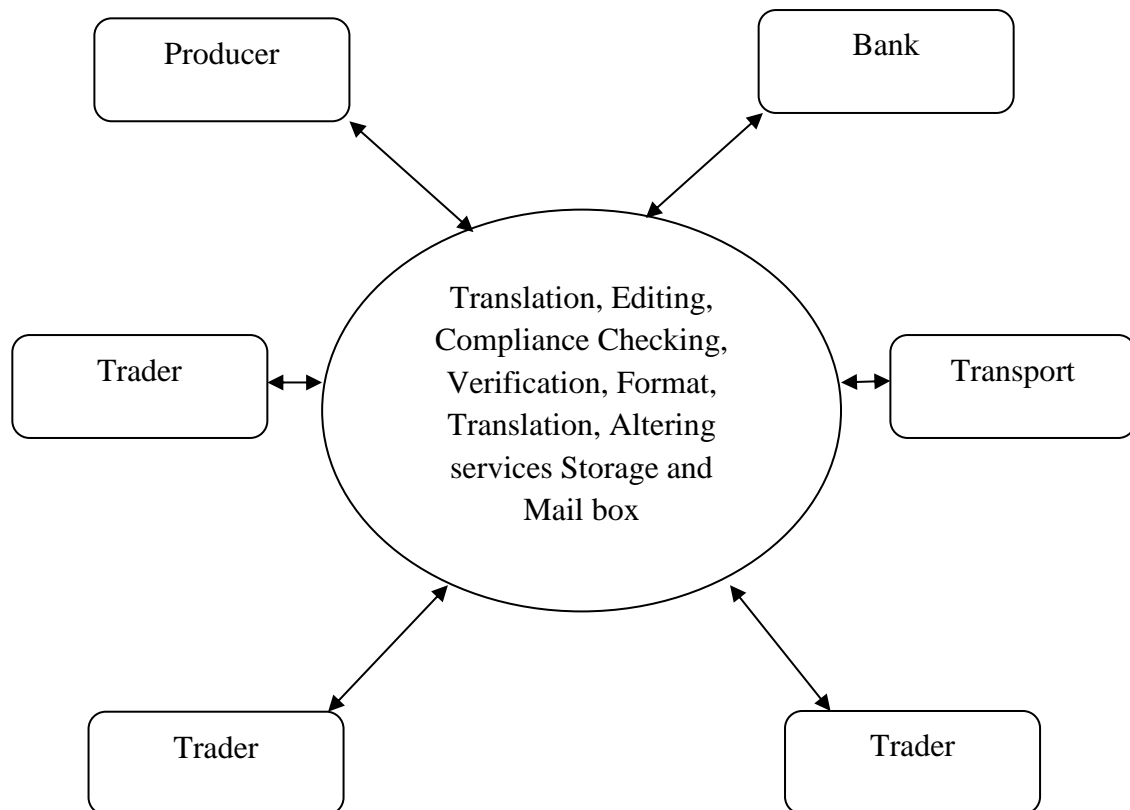 Producer
Bank
Translation, Editing,
Compliance Checking,
Verification, Format,
Translation, Altering
services Storage and
Mail box
Trader
Transport
Trader
Trader